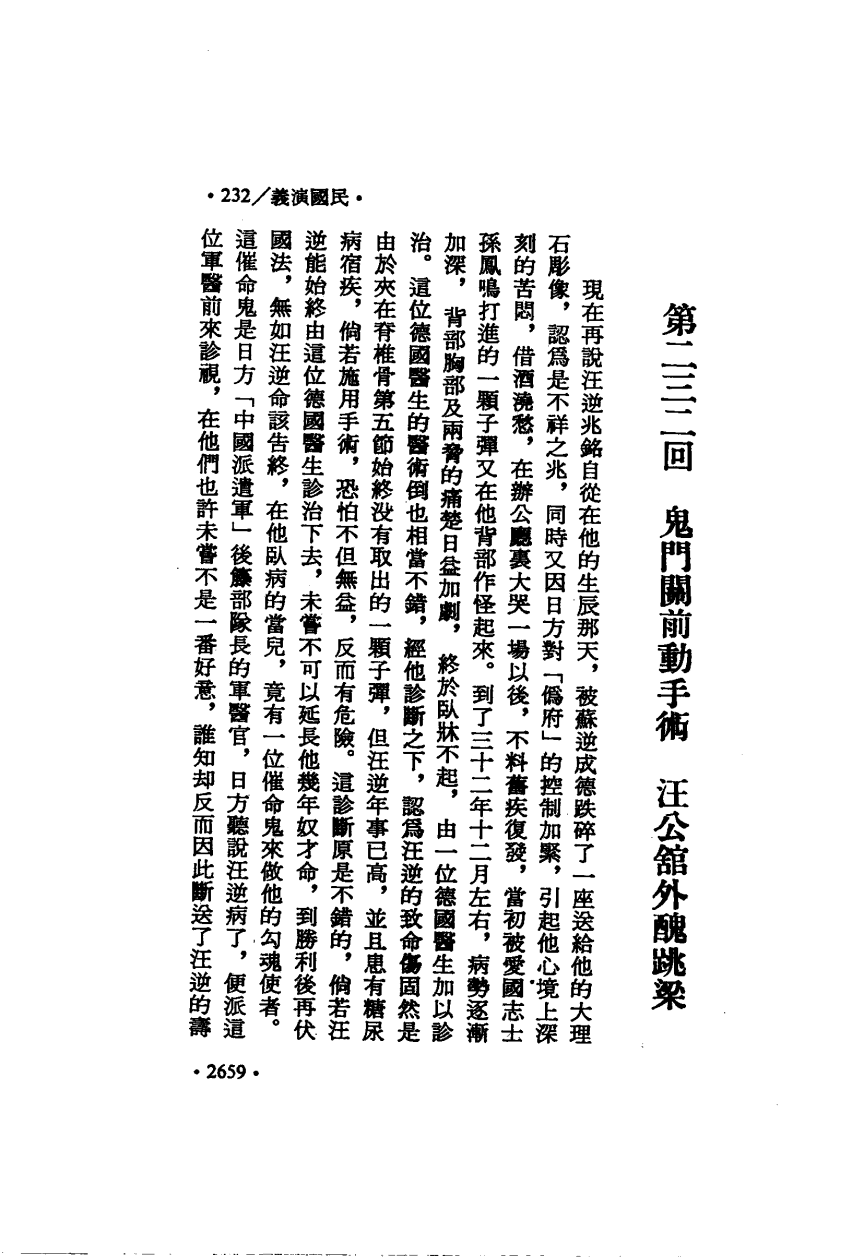 •232/義演國民•
第二三二回　鬼門關前動手術　汪公舘外醜跳梁
現在再說汪逆兆銘自從在他的生辰那天，被蘇逆成德跌碎了一座送給他的大理
石彫像，認爲是不祥之兆，同時又因日方對「僞府」的控制加緊，引起他心境上深
刻的苦悶，借酒澆愁，在辦公廳裏大哭一場以後，不料舊疾復發，當初被愛國志士
孫鳳鳴打進的一顆子彈又在他背部作怪起來。到了三十二年十二月左右，病勢逐漸
加深，背部胸部及兩脅的痛楚日益加劇，終於臥牀不起，由一位德國醫生加以診
治。這位德國醫生的醫術倒也相當不錯，經他診斷之下，認爲汪逆的致命傷固然是
由於夾在脊椎骨第五節始終没有取出的一顆子彈，但汪逆年事已高，並且患有糖尿
病宿疾，倘若施用手術，恐怕不但無益，反而有危險。這診斷原是不錯的，倘若汪
逆能始終由這位德國醫生診治下去，未嘗不可以延長他幾年奴才命，到勝利後再伏
國法，無如汪逆命該告終，在他臥病的當兒，竟有一位催命鬼來做他的勾魂使者。
這催命鬼是日方「中國派遣軍」後籐部隊長的軍醫官，日方聽說汪逆病了，便派這
位軍醫前來診視，在他們也許未嘗不是一番好意，誰知却反而因此斷送了汪逆的壽
•2659•